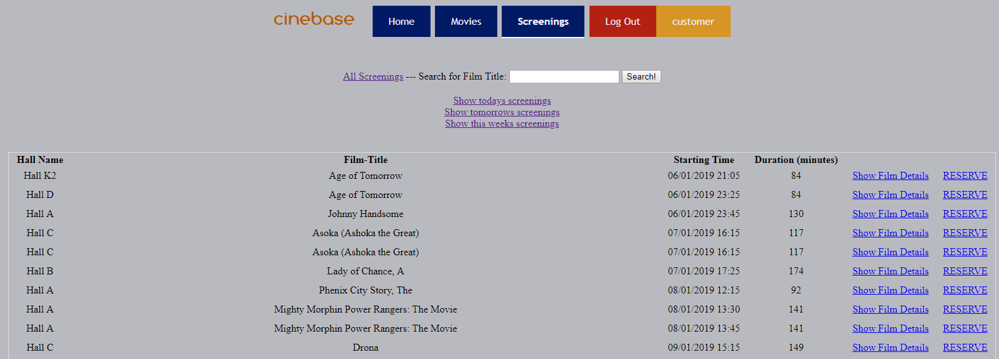 cinebase Home Movies Screenings Log Out customer
All Screenings --- Search for Film Title: Search!
Show todays screenings
Show tomorrows screenings
Show this weeks screenings
Hall Name Film-Title Starting Time Duration (minutes)
Hall K2 Age of Tomorrow 06/01/2019 21:05 84 Show Film Details RESERVE
Hall D Age of Tomorrow 06/01/2019 23:25 84 Show Film Details RESERVE
Hall A Johnny Handsome 06/01/2019 23:45 130 Show Film Details RESERVE
Hall C Asoka (Ashoka the Great) 07/01/2019 16:15 117 Show Film Details RESERVE
Hall C Asoka (Ashoka the Great) 07/01/2019 16:15 117 Show Film Details RESERVE
Hall B Lady of Chance, A 07/01/2019 17:25 174 Show Film Details RESERVE
Hall A Phenix City Story, The 08/01/2019 12:15 92 Show Film Details RESERVE
Hall A Mighty Morphin Power Rangers: The Movie 08/01/2019 13:30 141 Show Film Details RESERVE
Hall A Mighty Morphin Power Rangers: The Movie 08/01/2019 13:45 141 Show Film Details RESERVE
Hall C Drona 09/01/2019 15:15 149 Show Film Details RESERVE